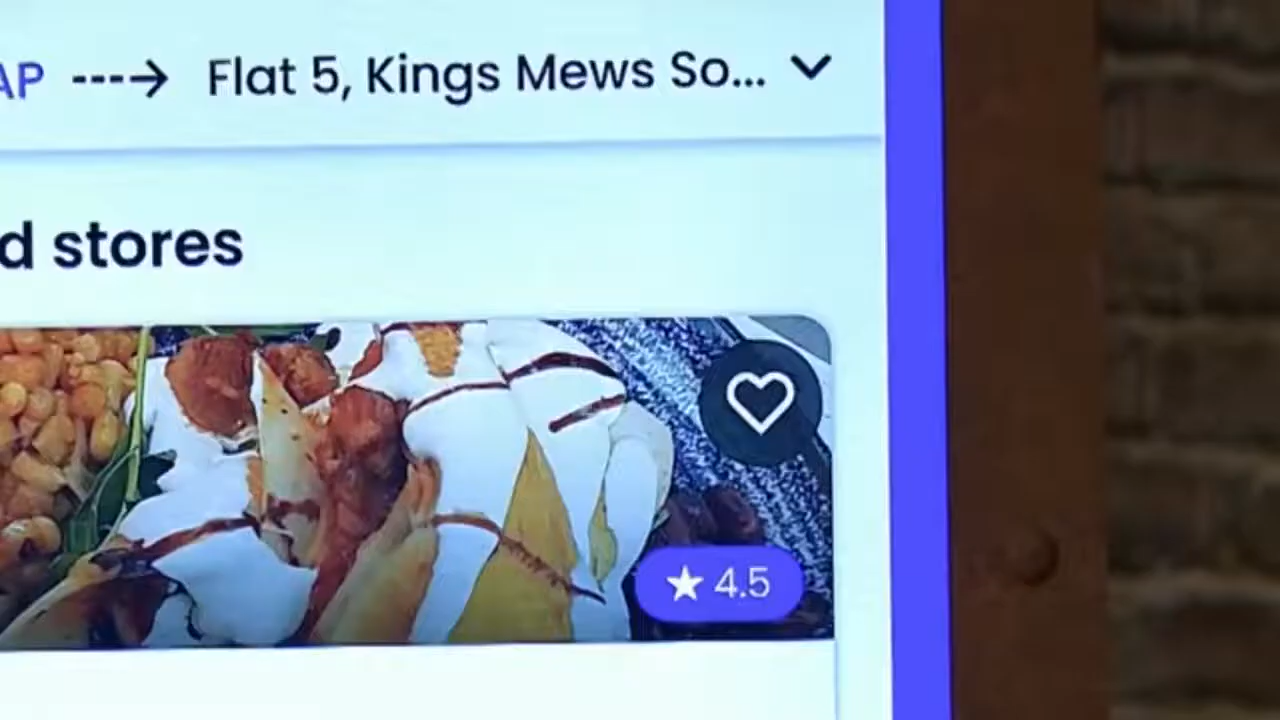 AP ---→ Flat 5, Kings Mews So...
d stores
★ 4.5